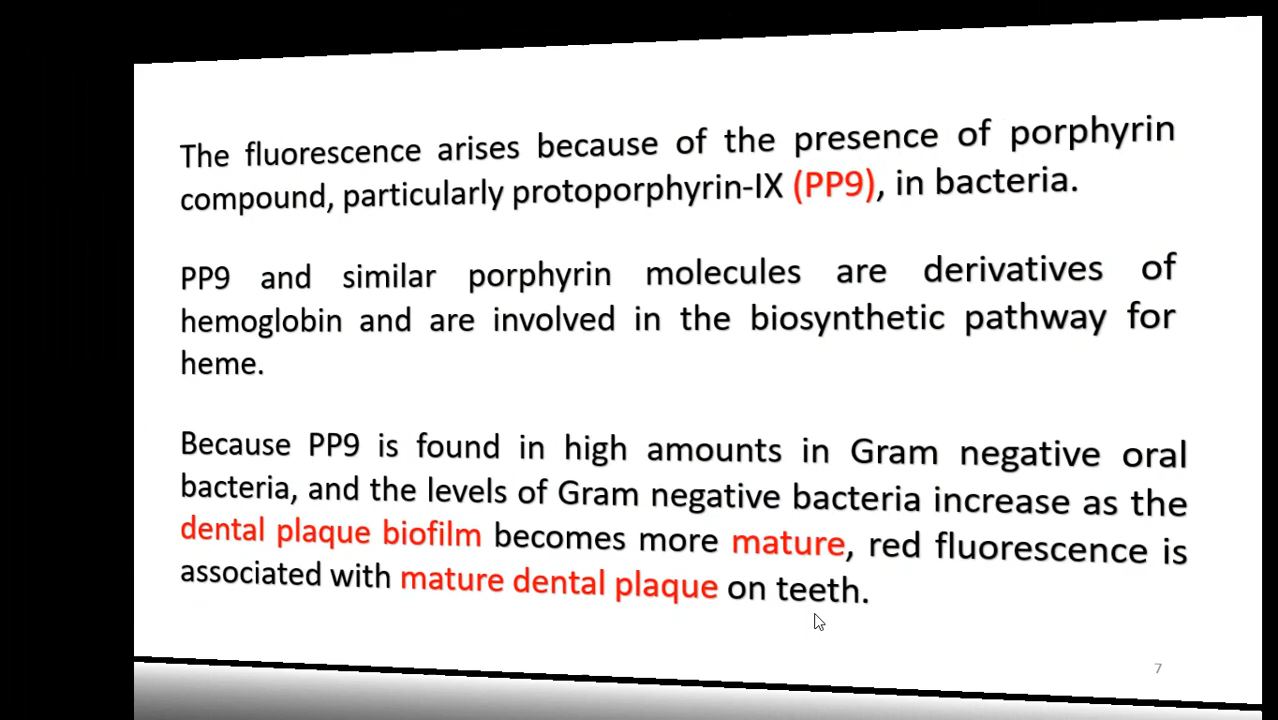 The fluorescence arises because of the presence of porphyrin
compound, particularly protoporphyrin-IX (PP9), in bacteria.
PP9 and similar porphyrin molecules are derivatives of
hemoglobin and are involved in the biosynthetic pathway for
heme.
Because PP9 is found in high amounts in Gram negative oral
bacteria, and the levels of Gram negative bacteria increase as the
dental plaque biofilm becomes more mature, red fluorescence is
associated with mature dental plaque on teeth.
7